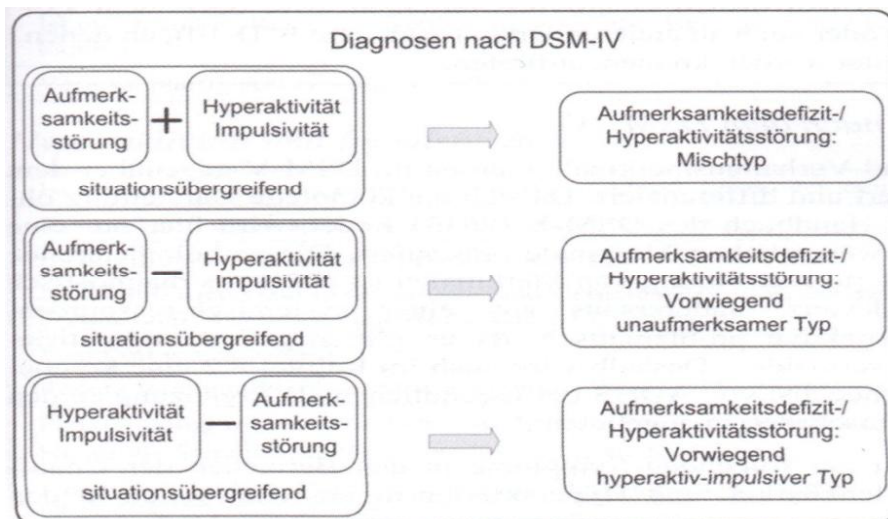 Diagnosen nach DSM-IV
Aufmerk-
samkeits-
störung
+
Hyperaktivität
Impulsivität
situationsübergreifend
Aufmerksamkeitsdefizit-/
Hyperaktivitätsstörung:
Mischtyp
Aufmerk-
samkeits-
störung
–
Hyperaktivität
Impulsivität
situationsübergreifend
Aufmerksamkeitsdefizit-/
Hyperaktivitätsstörung:
Vorwiegend
unaufmerksamer Typ
Hyperaktivität
Impulsivität
–
Aufmerk-
samkeits-
störung
situationsübergreifend
Aufmerksamkeitsdefizit-/
Hyperaktivitätsstörung:
Vorwiegend
hyperaktiv-impulsiver Typ